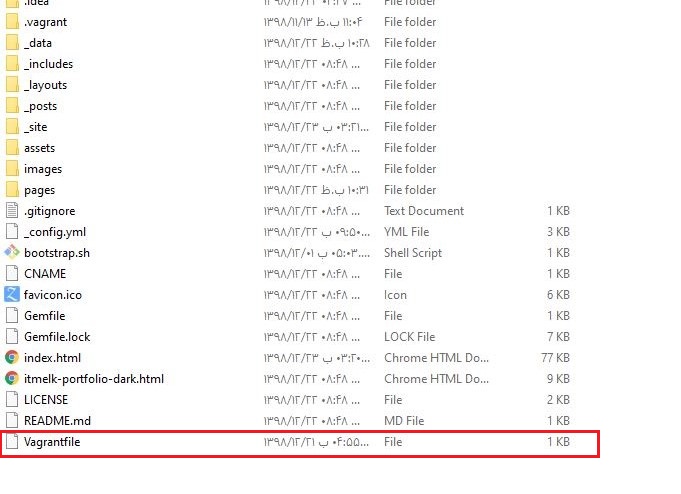 .idea File folder
.vagrant ۱۳۹۸/۱۱/۱۳ ب.ظ ۱۱:۰۴ File folder
_data ۱۳۹۸/۱۲/۲۲ ب.ظ ۱۰:۲۸ File folder
_includes ۱۳۹۸/۱۲/۲۲ ۰۸:۴۸ ... File folder
_layouts ۱۳۹۸/۱۲/۲۲ ۰۸:۴۸ ... File folder
_posts ۱۳۹۸/۱۲/۲۲ ۰۸:۴۸ ... File folder
_site ۱۳۹۸/۱۲/۲۳ ب ۰۳:۲۱... File folder
assets ۱۳۹۸/۱۲/۲۲ ۰۸:۴۸ ... File folder
images ۱۳۹۸/۱۲/۲۲ ۰۸:۴۸ ... File folder
pages ۱۳۹۸/۱۲/۲۲ ب.ظ ۱۰:۳۱ File folder
.gitignore ۱۳۹۸/۱۲/۲۲ ۰۸:۴۸ ... Text Document 1 KB
_config.yml ۱۳۹۸/۱۲/۲۲ ب ۰۹:۵۰... YML File 3 KB
bootstrap.sh ۱۳۹۸/۱۲/۰۱ ب ۰۵:۰۳... Shell Script 1 KB
CNAME ۱۳۹۸/۱۲/۲۲ ۰۸:۴۸ ... File 1 KB
favicon.ico ۱۳۹۸/۱۲/۲۲ ۰۸:۴۸ ... Icon 6 KB
Gemfile ۱۳۹۸/۱۲/۲۲ ۰۸:۴۸ ... File 1 KB
Gemfile.lock ۱۳۹۸/۱۲/۲۲ ۰۸:۴۸ ... LOCK File 7 KB
index.html ۱۳۹۸/۱۲/۲۳ ب ۰۳:۲۰... Chrome HTML Do... 77 KB
itmelk-portfolio-dark.html ۱۳۹۸/۱۲/۲۲ ۰۸:۴۸ ... Chrome HTML Do... 9 KB
LICENSE ۱۳۹۸/۱۲/۲۲ ۰۸:۴۸ ... File 2 KB
README.md ۱۳۹۸/۱۲/۲۲ ۰۸:۴۸ ... MD File 1 KB
Vagrantfile ۱۳۹۸/۱۲/۲۱ ب ۰۴:۵۵... File 1 KB